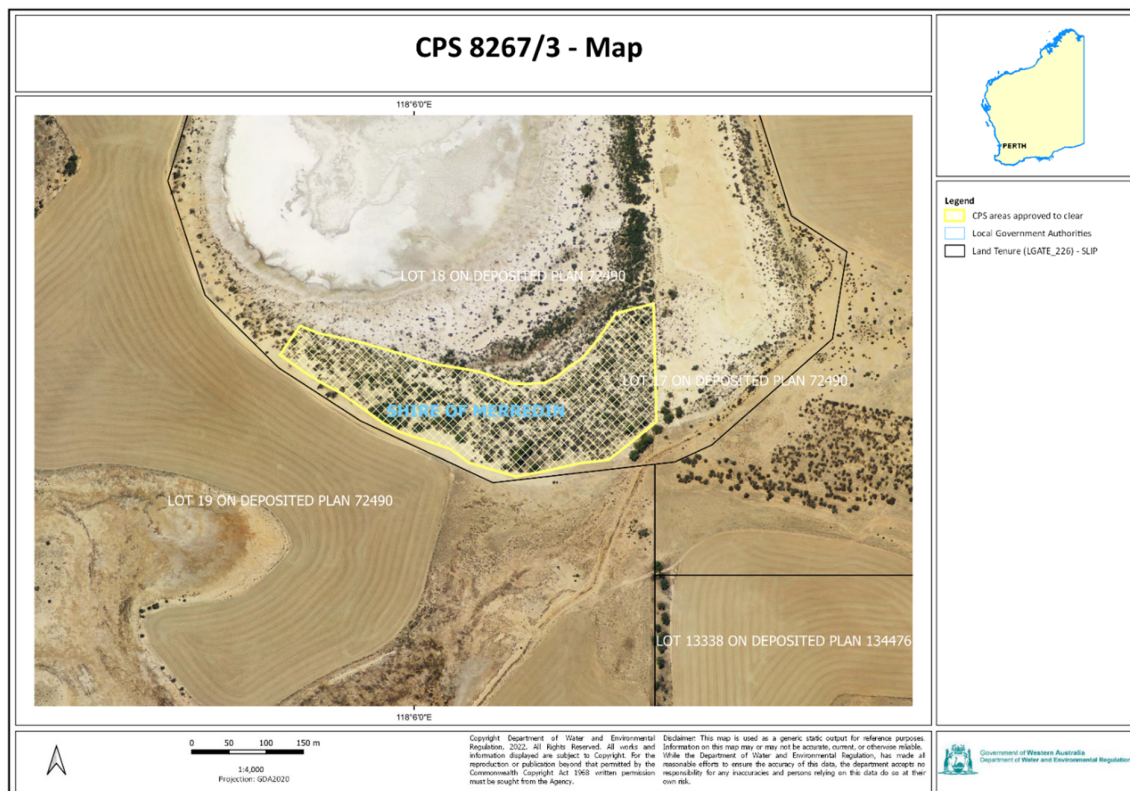 CPS 8267/3 - Map
118°6'0"E
LOT 18 ON DEPOSITED PLAN 72490
LOT 17 ON DEPOSITED PLAN 72490
SHIRE OF MERREDIN
LOT 19 ON DEPOSITED PLAN 72490
LOT 13338 ON DEPOSITED PLAN 134476
118°6'0"E
PERTH
Legend
CPS areas approved to clear
Local Government Authorities
Land Tenure (LGATE_226) - SLIP
0 50 100 150 m
1:4,000
Projection: GDA2020
Copyright Department of Water and Environmental
Regulation, 2022. All Rights Reserved. All works and
information displayed are subject to Copyright. For the
reproduction or publication beyond that permitted by the
Commonwealth Copyright Act 1968 written permission
must be sought from the Agency.
Disclaimer: This map is used as a generic static output for reference purposes.
Information on this map may or may not be accurate, current, or otherwise reliable.
While the Department of Water and Environmental Regulation, has made all
reasonable efforts to ensure the accuracy of this data, the department accepts no
responsibility for any inaccuracies and persons relying on this data do so at their
own risk.
Government of Western Australia
Department of Water and Environmental Regulation